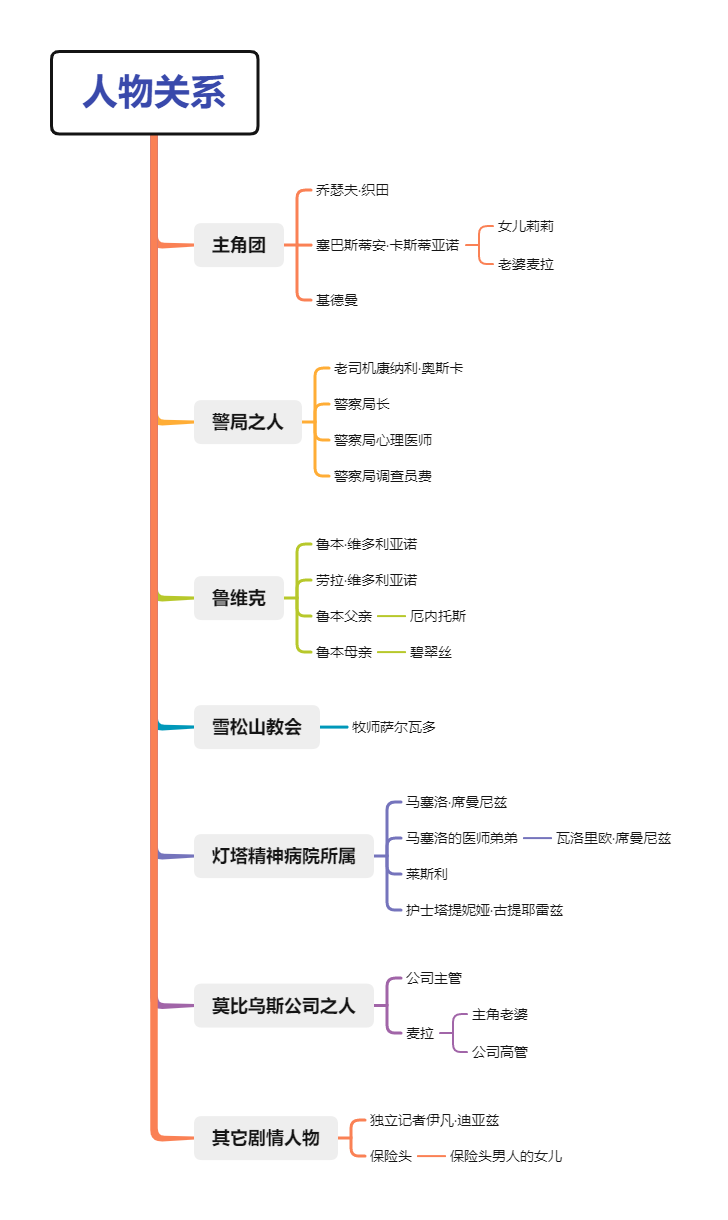 人物关系
主角团
乔瑟夫·织田
塞巴斯蒂安·卡斯蒂亚诺
女儿莉莉
老婆麦拉
基德曼
警局之人
老司机康纳利·奥斯卡
警察局长
警察局心理医师
警察局调查员费
鲁维克
鲁本·维多利亚诺
劳拉·维多利亚诺
鲁本父亲
厄内托斯
鲁本母亲
碧翠丝
雪松山教会
牧师萨尔瓦多
灯塔精神病院所属
马塞洛·席曼尼兹
马塞洛的医师弟弟
瓦洛里欧·席曼尼兹
莱斯利
护士塔提妮娅·古提耶雷兹
莫比乌斯公司之人
公司主管
麦拉
主角老婆
公司高管
其它剧情人物
独立记者伊凡·迪亚兹
保险头
保险头男人的女儿